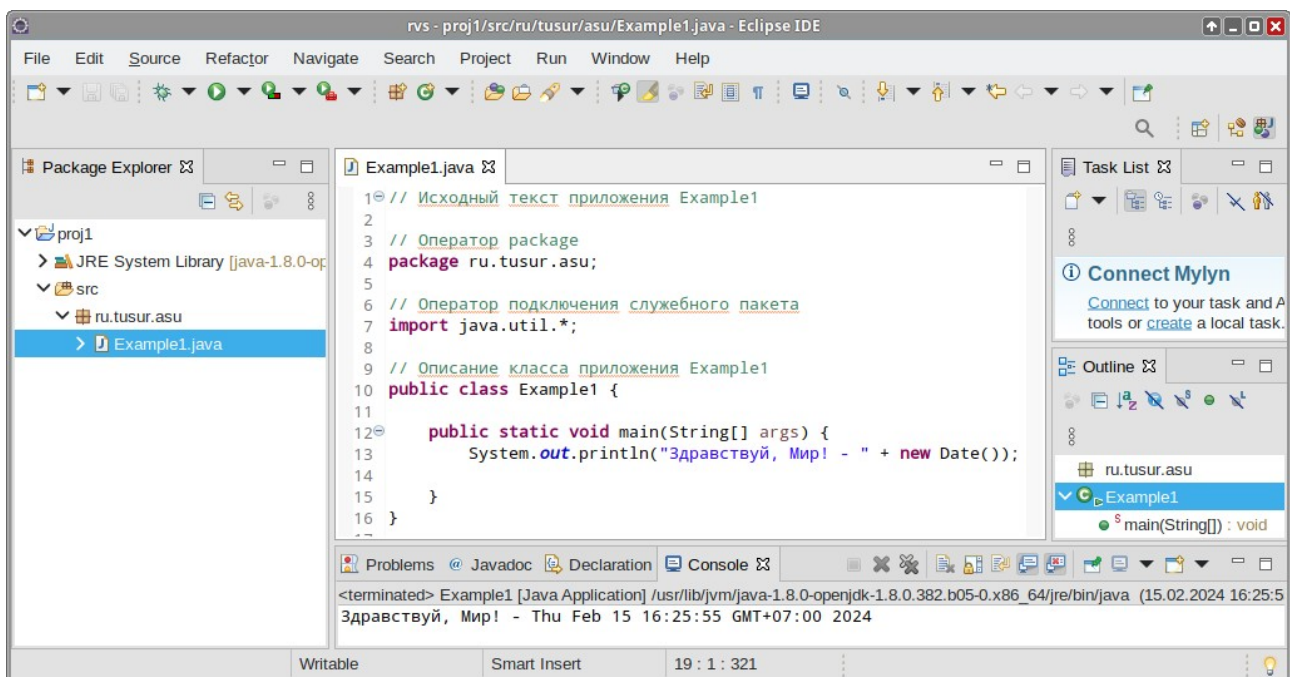 rvs - proj1/src/ru/tusur/asu/Example1.java - Eclipse IDE
File Edit Source Refactor Navigate Search Project Run Window Help
Package Explorer
proj1
JRE System Library [java-1.8.0-op
src
ru.tusur.asu
Example1.java
Example1.java
1 // Исходный текст приложения Example1
2
3 // Оператор package
4 package ru.tusur.asu;
5
6 // Оператор подключения служебного пакета
7 import java.util.*;
8
9 // Описание класса приложения Example1
10 public class Example1 {
11
12 public static void main(String[] args) {
13 System.out.println("Здравствуй, Мир! - " + new Date());
14
15 }
16 }
Task List
Connect Mylyn
Connect to your task and A
tools or create a local task.
Outline
ru.tusur.asu
Example1
main(String[]) : void
Problems Javadoc Declaration Console
<terminated> Example1 [Java Application] /usr/lib/jvm/java-1.8.0-openjdk-1.8.0.382.b05-0.x86_64/jre/bin/java (15.02.2024 16:25:5
Здравствуй, Мир! - Thu Feb 15 16:25:55 GMT+07:00 2024
Writable Smart Insert 19 : 1 : 321